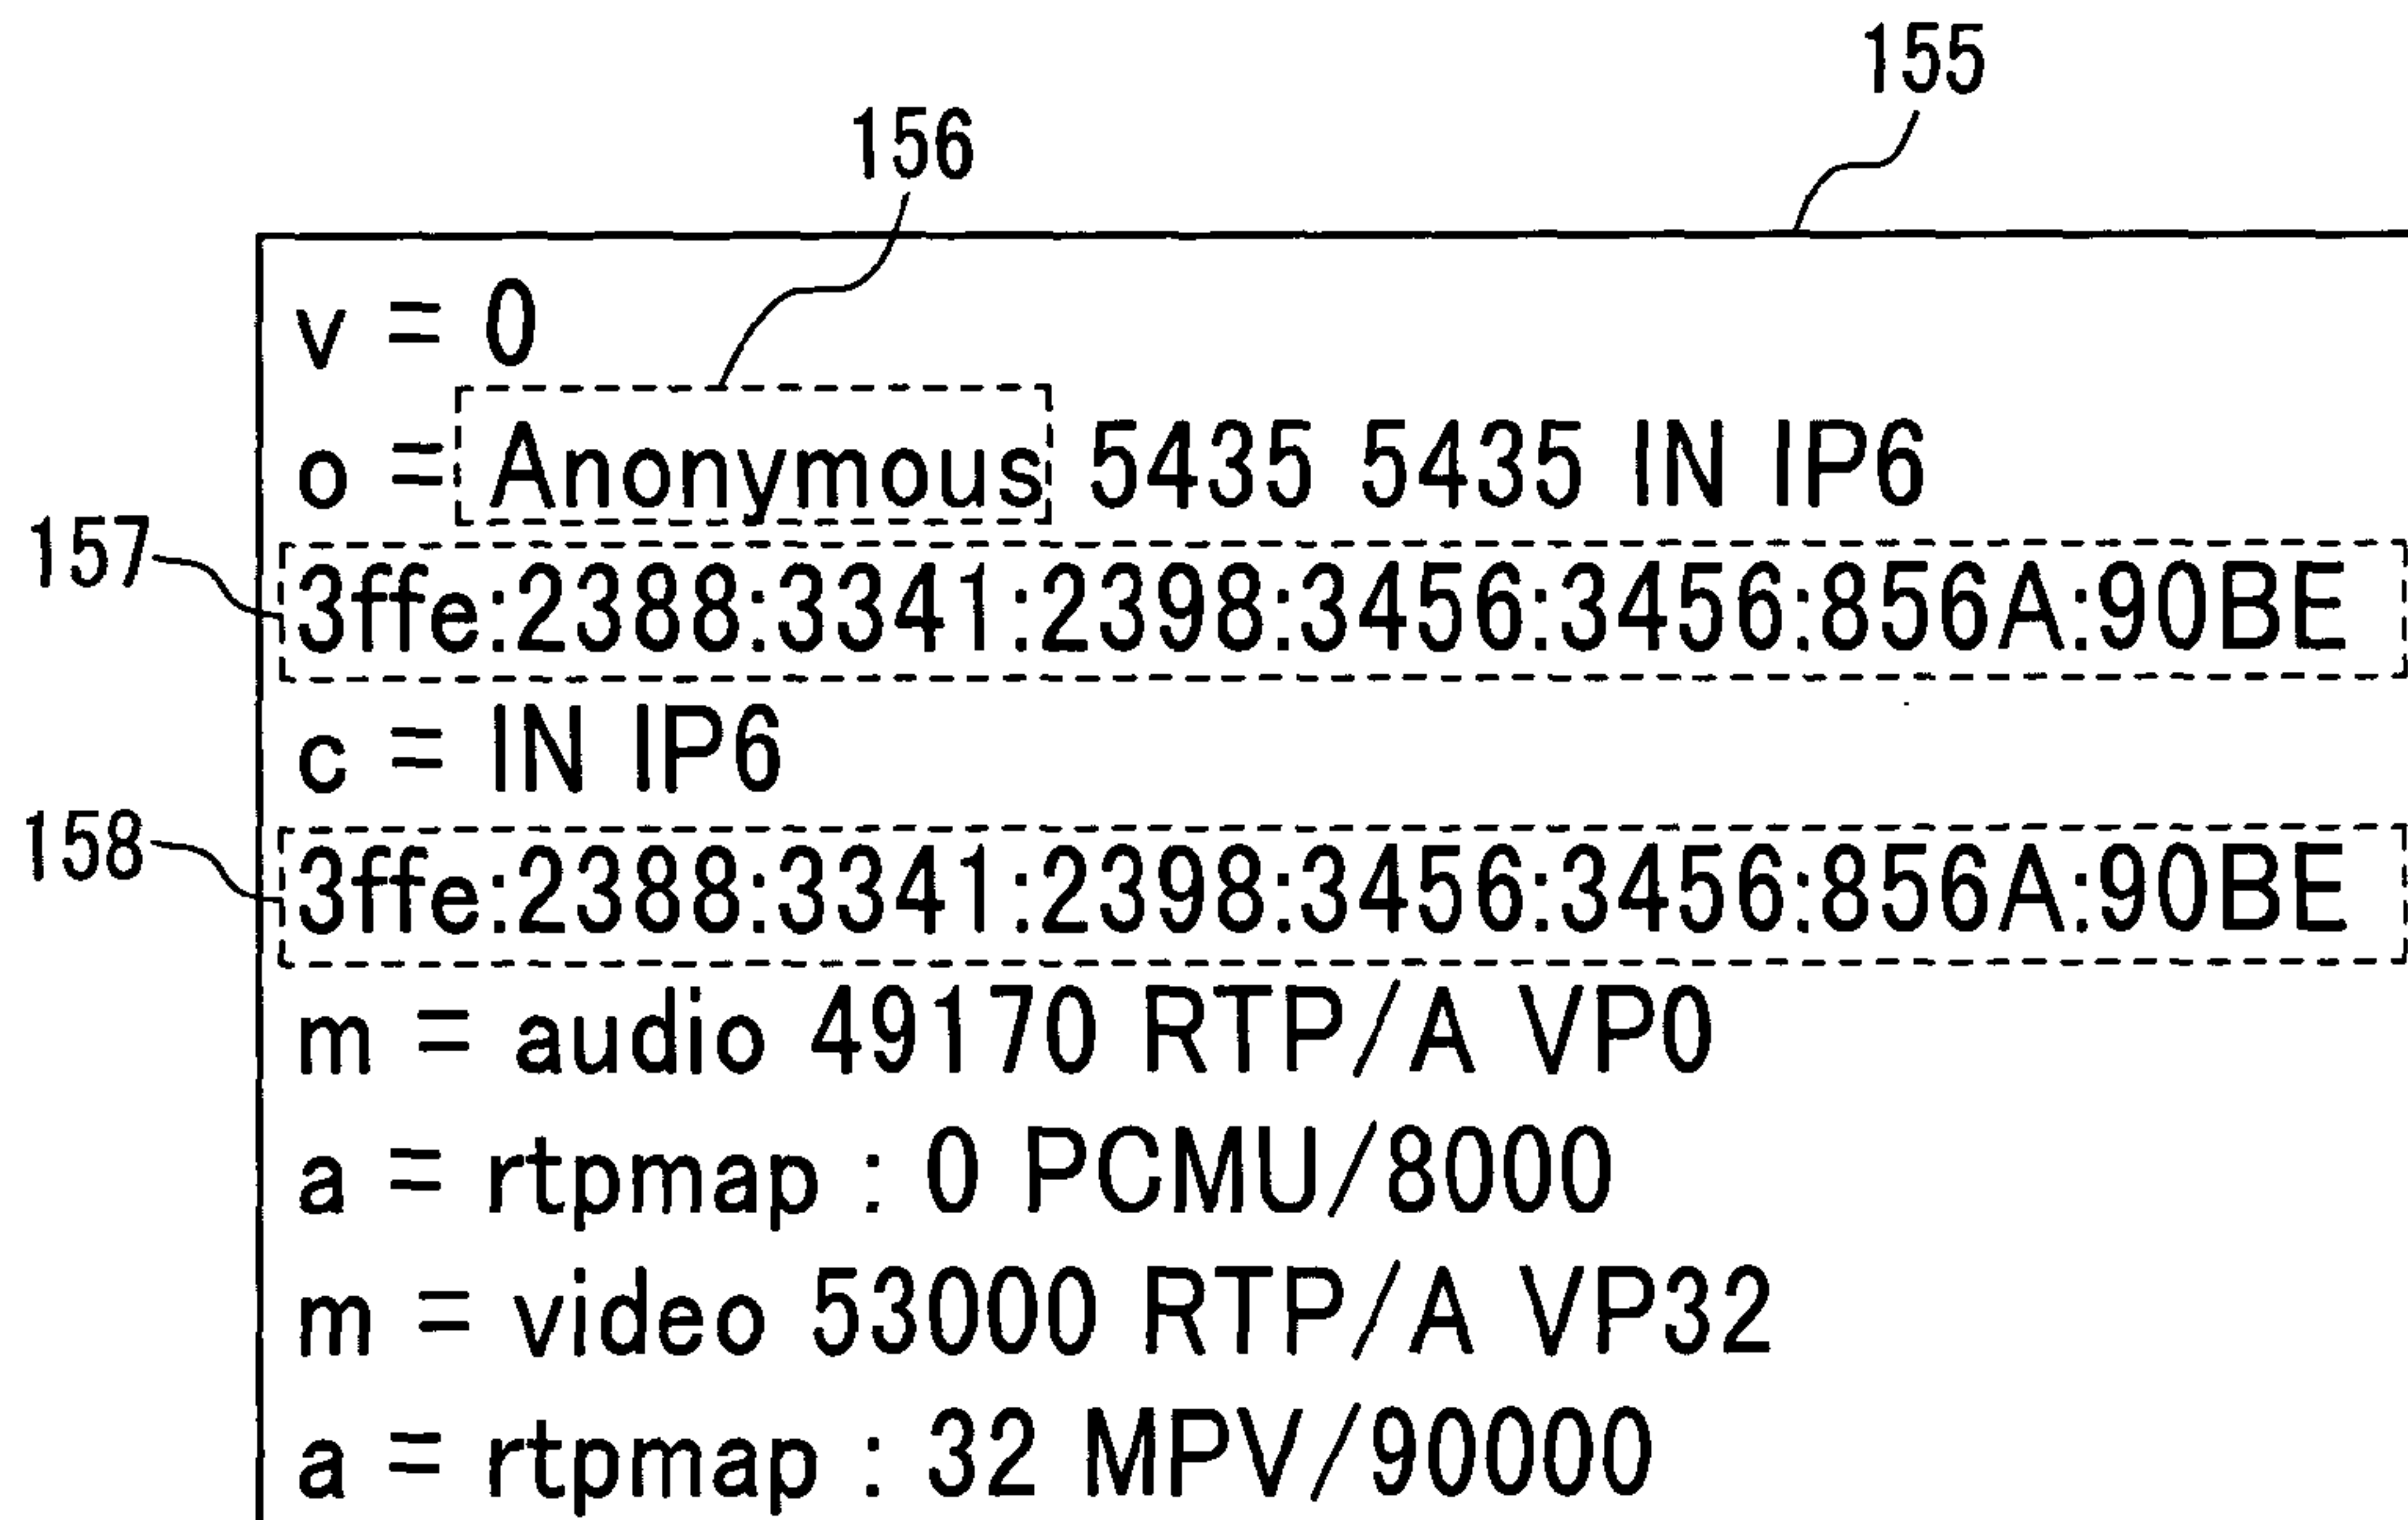 155
156
v = 0
o = Anonymous 5435 5435 IN IP6
157
3ffe:2388:3341:2398:3456:3456:856A:90BE
c = IN IP6
158
3ffe:2388:3341:2398:3456:3456:856A:90BE
m = audio 49170 RTP/A VP0
a = rtpmap : 0 PCMU/8000
m = video 53000 RTP/A VP32
a = rtpmap : 32 MPV/90000